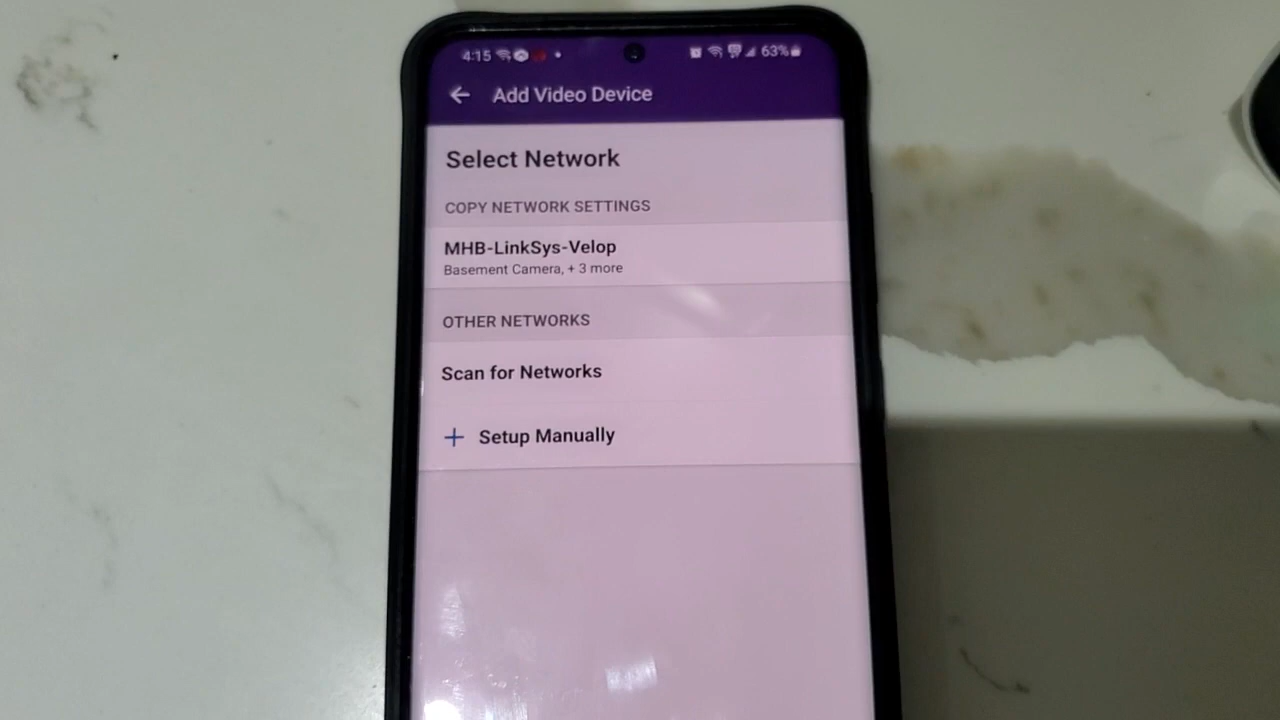 4:15 63%
Add Video Device
Select Network
COPY NETWORK SETTINGS
MHB-LinkSys-Velop
Basement Camera, + 3 more
OTHER NETWORKS
Scan for Networks
+ Setup Manually